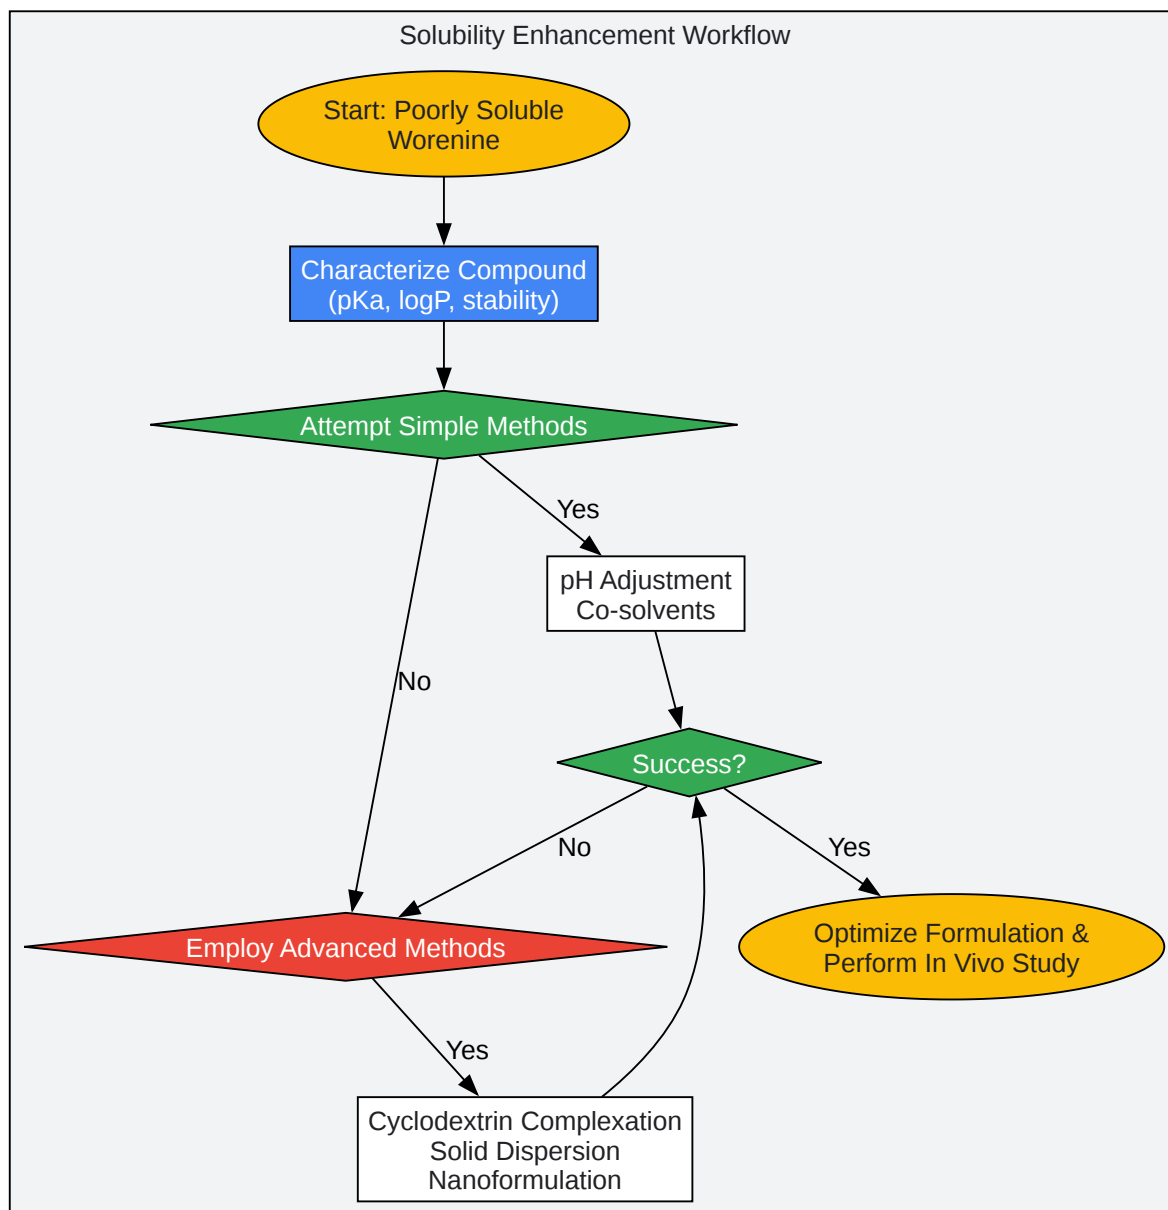 Solubility Enhancement Workflow
Start: Poorly Soluble
Worenine
Characterize Compound
(pKa, logP, stability)
Attempt Simple Methods
Yes
pH Adjustment
Co-solvents
No
Success?
No
Yes
Employ Advanced Methods
Optimize Formulation &
Perform In Vivo Study
Yes
Cyclodextrin Complexation
Solid Dispersion
Nanoformulation